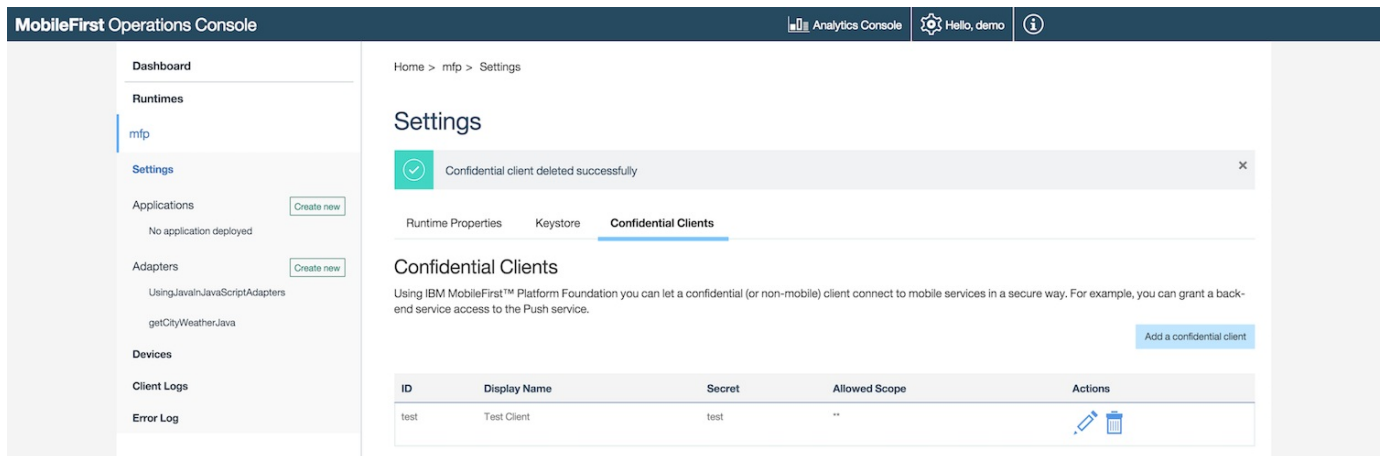 MobileFirst Operations Console
Analytics Console
Hello, demo
Dashboard
Runtimes
mfp
Settings
Applications
Create new
No application deployed
Adapters
Create new
UsingJavaInJavaScriptAdapters
getCityWeatherJava
Devices
Client Logs
Error Log
Home > mfp > Settings
Settings
Confidential client deleted successfully
Runtime Properties Keystore Confidential Clients
Confidential Clients
Using IBM MobileFirst™ Platform Foundation you can let a confidential (or non-mobile) client connect to mobile services in a secure way. For example, you can grant a back-
end service access to the Push service.
Add a confidential client
ID Display Name Secret Allowed Scope Actions
test Test Client test **